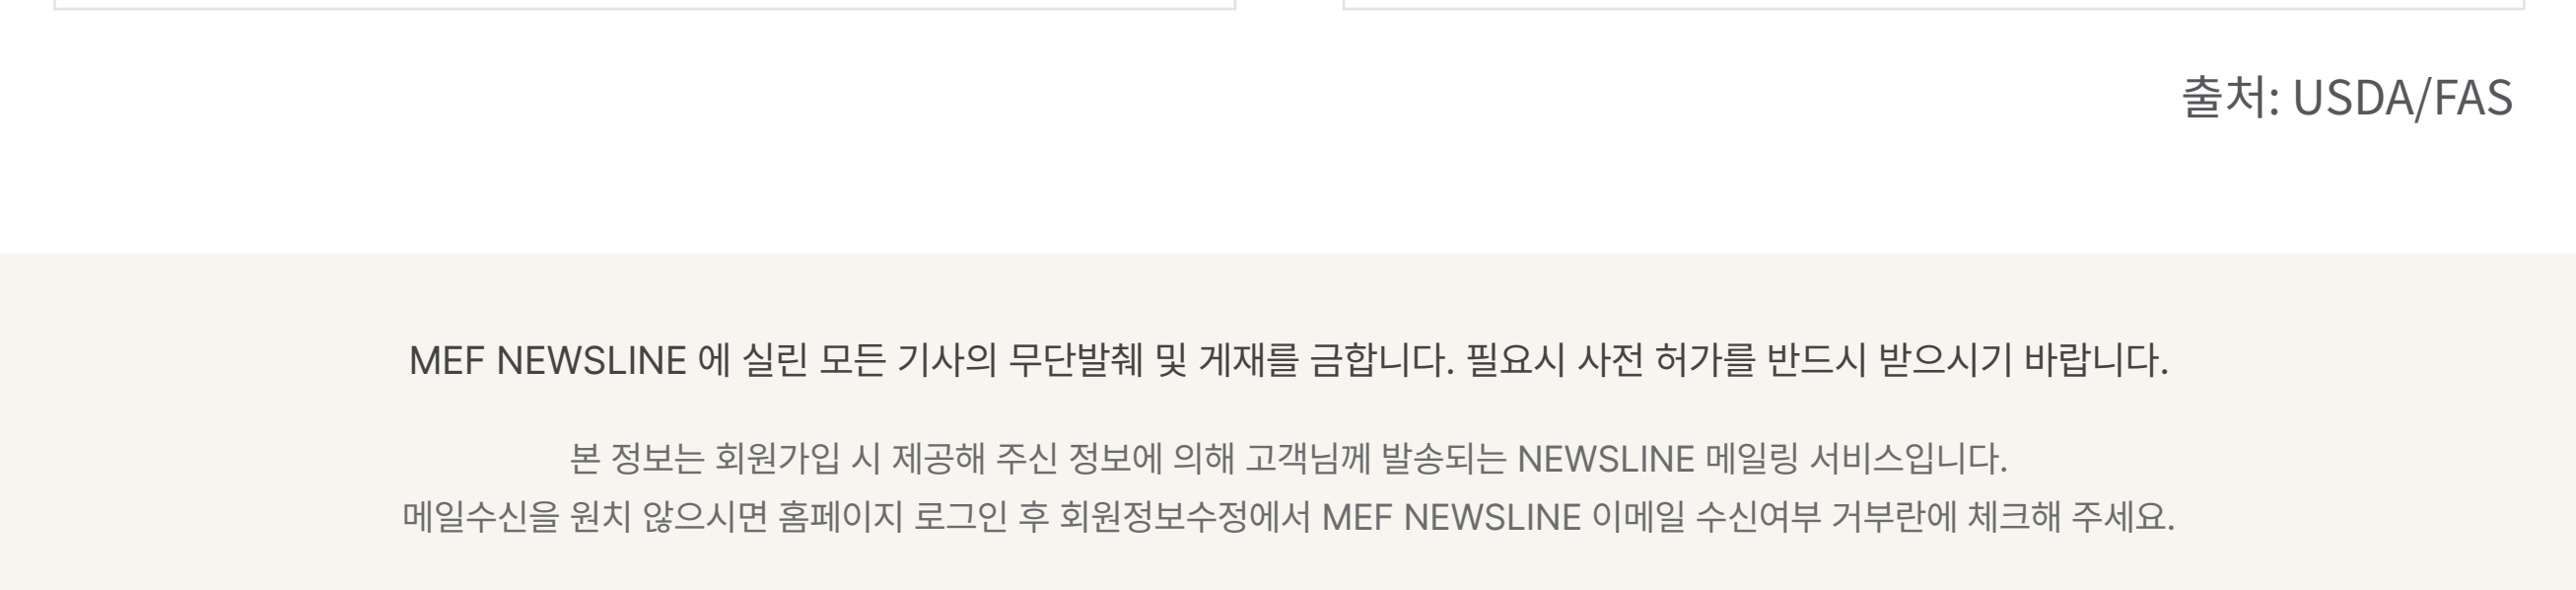 출처: USDA/FAS
MEF NEWSLINE 에 실린 모든 기사의 무단발췌 및 게재를 금합니다. 필요시 사전 허가를 반드시 받으시기 바랍니다.
본 정보는 회원가입 시 제공해 주신 정보에 의해 고객님께 발송되는 NEWSLINE 메일링 서비스입니다.
메일수신을 원치 않으시면 홈페이지 로그인 후 회원정보수정에서 MEF NEWSLINE 이메일 수신여부 거부란에 체크해 주세요.